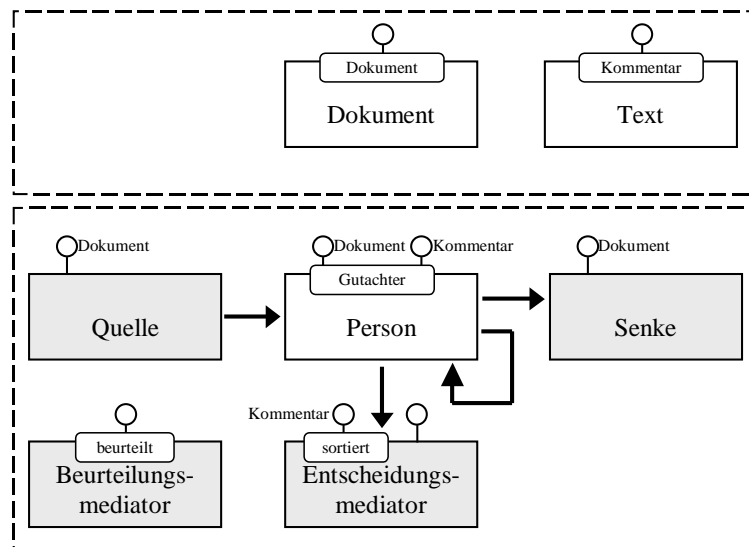 Dokument
Dokument
Kommentar
Text
Dokument
Quelle
Dokument
Kommentar
Gutachter
Person
Dokument
Senke
beurteilt
Beurteilungs-
mediator
Kommentar
sortiert
Entscheidungs-
mediator